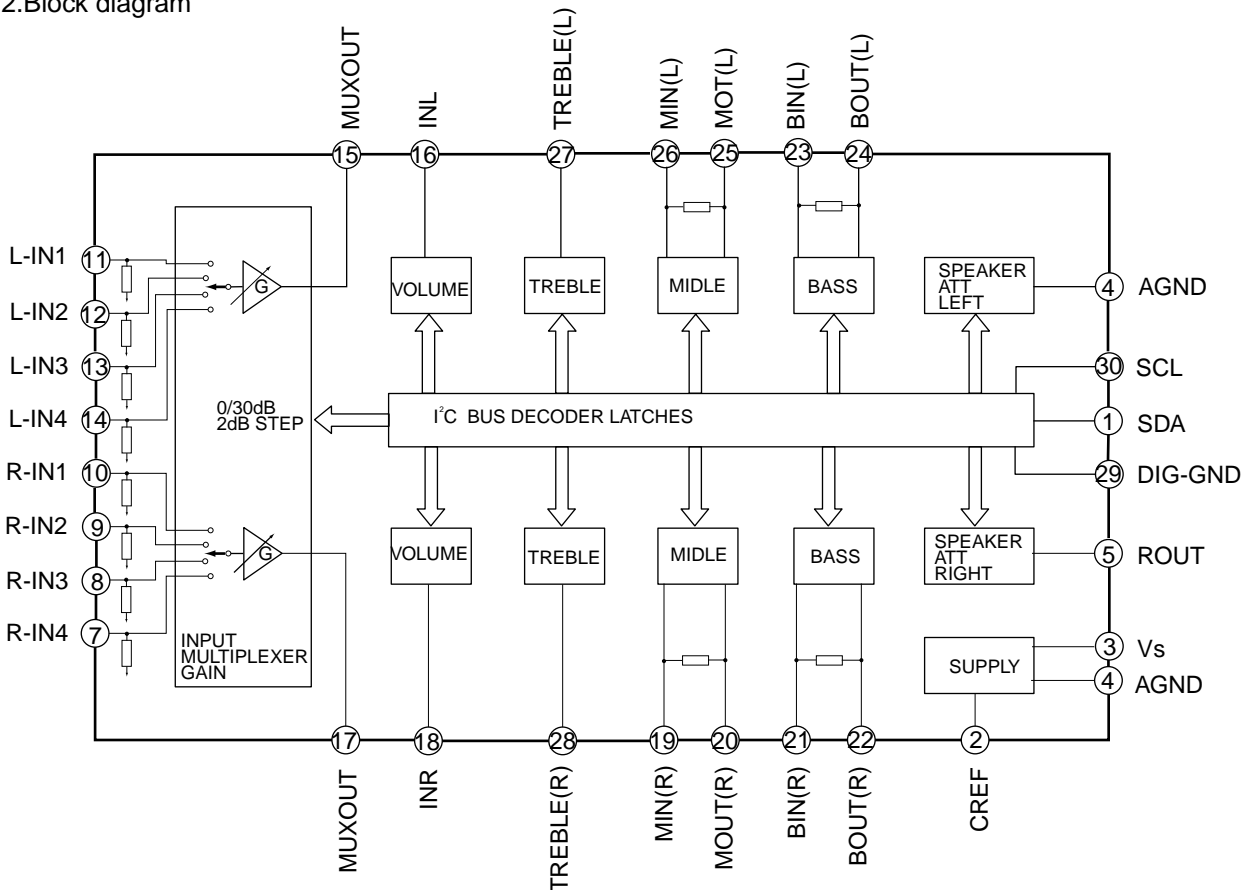 2.Block diagram
MUXOUT
INL
TREBLE(L)
MIN(L)
MOT(L)
BIN(L)
BOUT(L)
15
16
27
26
25
23
24
L-IN1
11
L-IN2
12
L-IN3
13
L-IN4
14
R-IN1
10
R-IN2
9
R-IN3
8
R-IN4
7
G
0/30dB
2dB STEP
G
INPUT
MULTIPLEXER
GAIN
VOLUME
TREBLE
MIDLE
BASS
SPEAKER
ATT
LEFT
4
AGND
30
SCL
I²C BUS DECODER LATCHES
1
SDA
29
DIG-GND
VOLUME
TREBLE
MIDLE
BASS
SPEAKER
ATT
RIGHT
5
ROUT
SUPPLY
3
Vs
4
AGND
17
18
28
19
20
21
22
2
MUXOUT
INR
TREBLE(R)
MIN(R)
MOUT(R)
BIN(R)
BOUT(R)
CREF